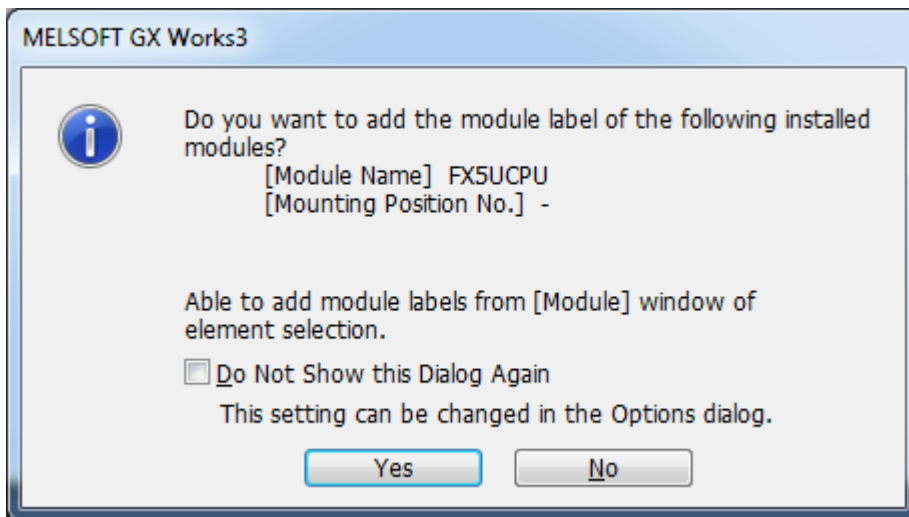 MELSOFT GX Works3
Do you want to add the module label of the following installed
modules?
[Module Name] FX5UCPU
[Mounting Position No.] -
Able to add module labels from [Module] window of
element selection.
Do Not Show this Dialog Again
This setting can be changed in the Options dialog.
Yes No